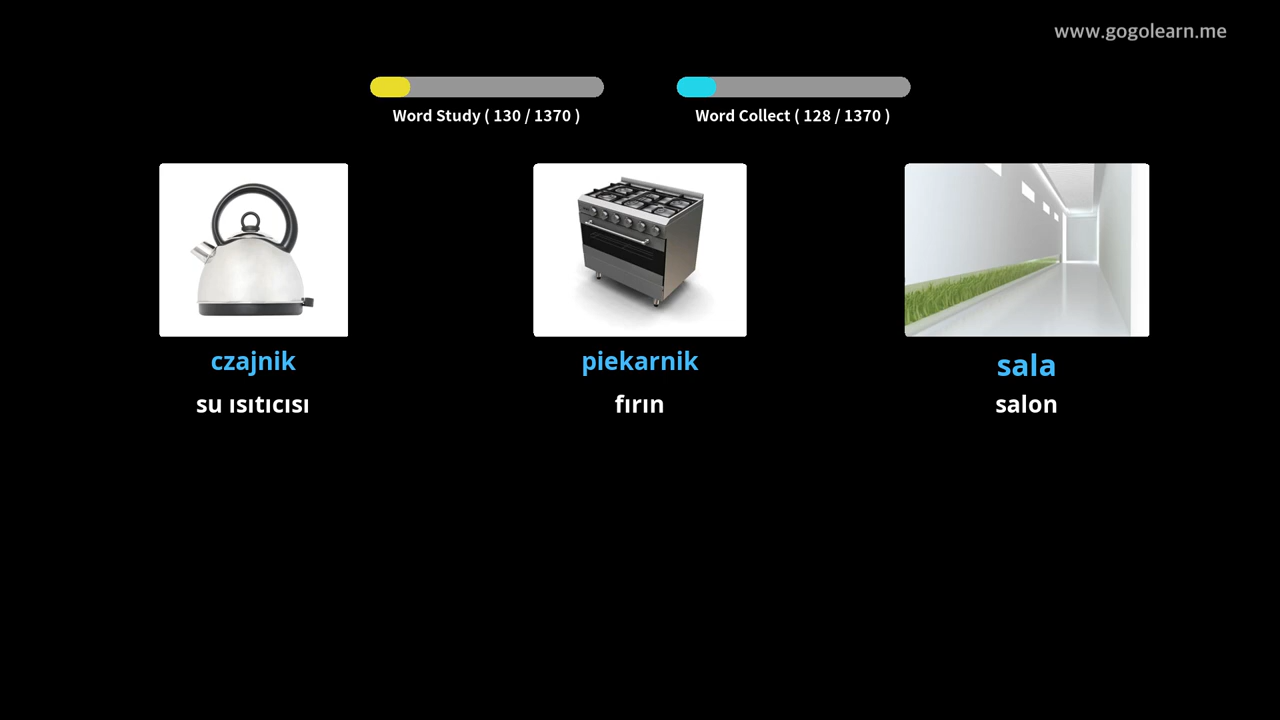 www.gogolearn.me
Word Study ( 130 / 1370 )
Word Collect ( 128 / 1370 )
czajnik
piekarnik
sala
su ısıtıcısı
fırın
salon